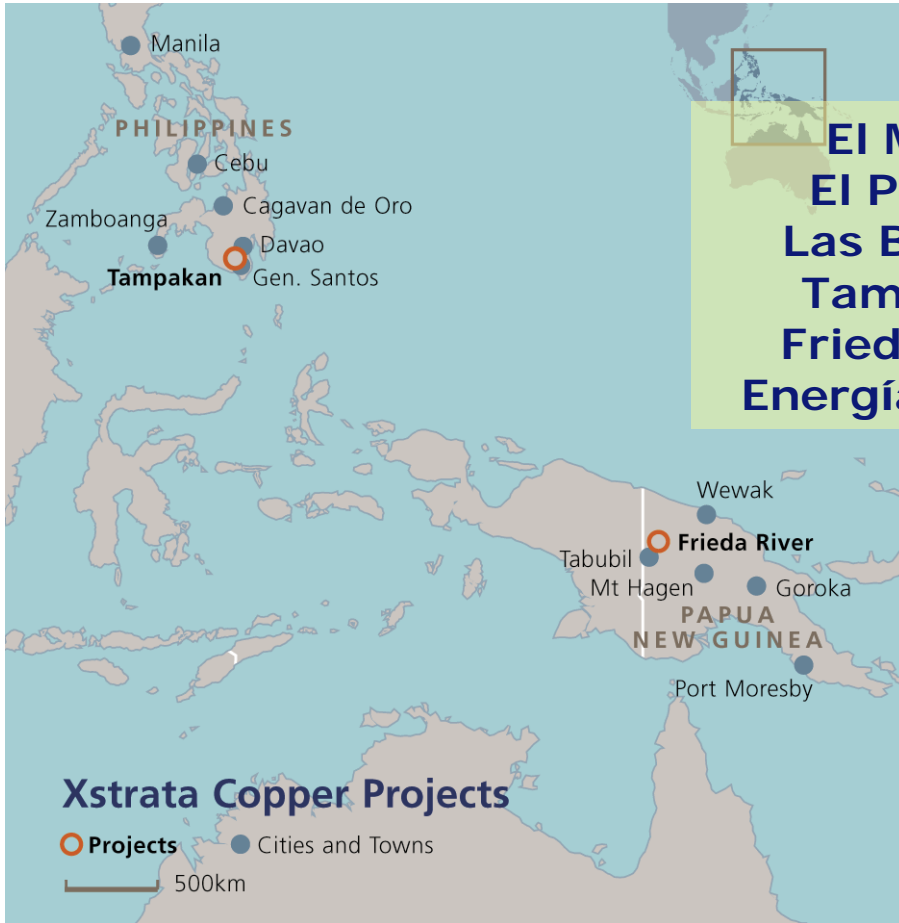 Manila
PHILIPPINES
Cebu
Cagavan de Oro
Zamboanga
Davao
Tampakan
Gen. Santos
El M
El P
Las B
Tam
Fried
Energía
Wewak
Frieda River
Tabubil
Mt Hagen
Goroka
PAPUA
NEW GUINEA
Port Moresby
Xstrata Copper Projects
Projects
Cities and Towns
500km